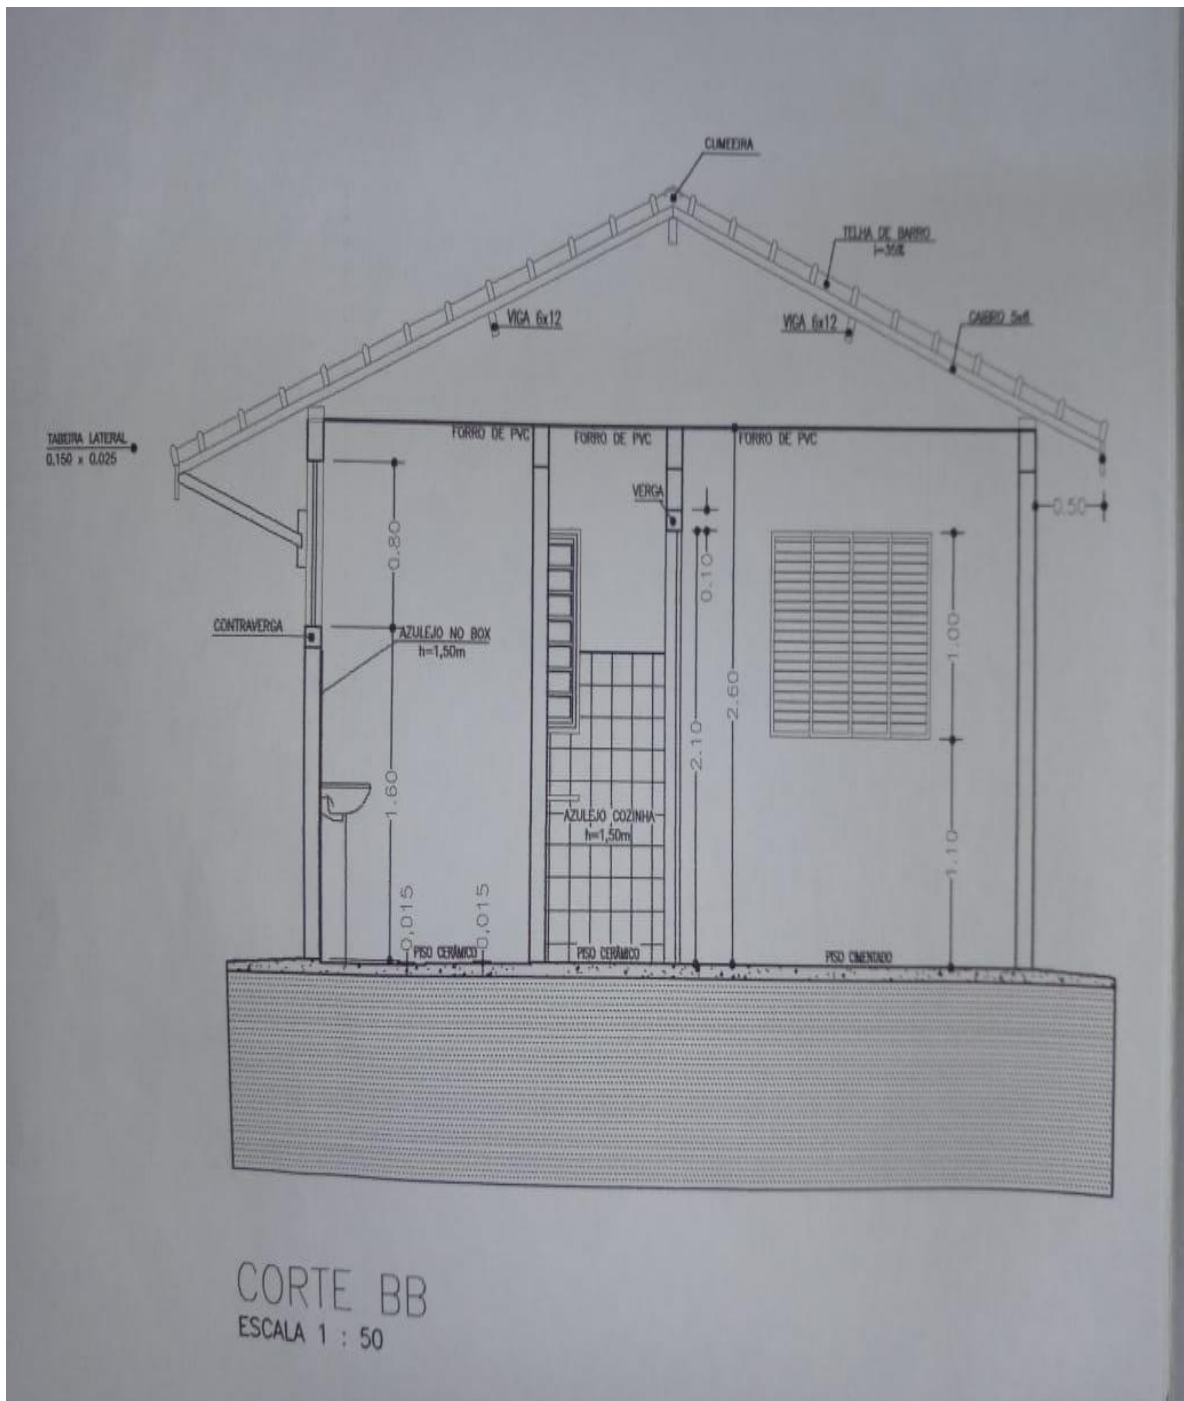 CUMEEIRA
TELHA DE BARRO
i=35%
VIGA 6x12
VIGA 6x12
CAIBRO 5x6
TABEIRA LATERAL
0.150 x 0.025
FORRO DE PVC
FORRO DE PVC
FORRO DE PVC
VERGA
0.50
0.80
0.10
CONTRAVERGA
AZULEJO NO BOX
h=1,50m
1.00
2.60
2.10
1.60
AZULEJO COZINHA
h=1,50m
1.10
0,015
0,015
PISO CERÂMICO
PISO CERÂMICO
PISO CIMENTADO
CORTE BB
ESCALA 1 : 50